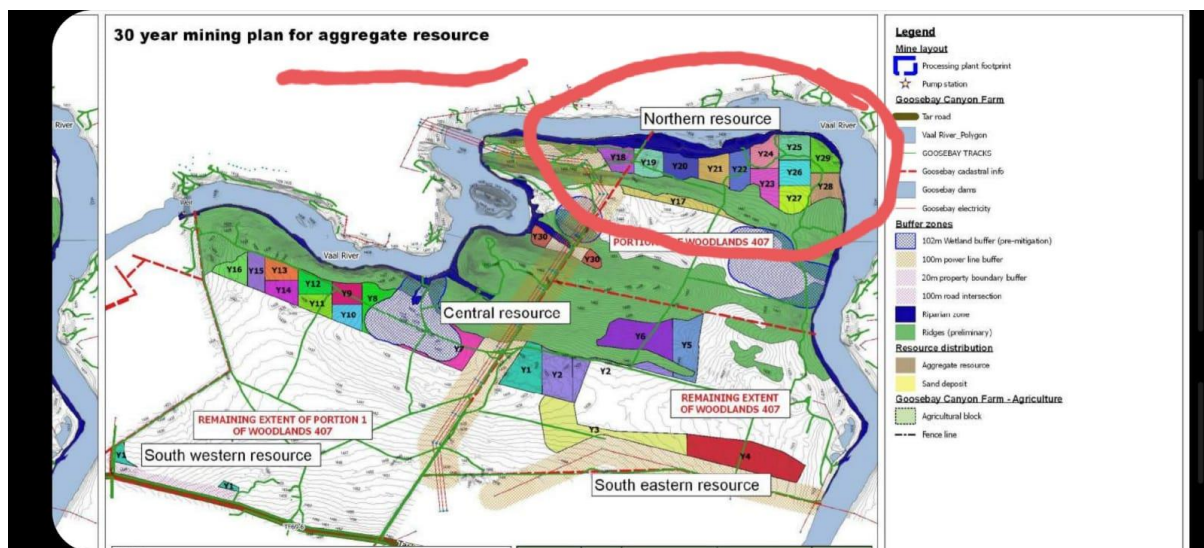 30 year mining plan for aggregate resource
Northern resource
Vaal River
Vaal River
Y18
Y19
Y20
Y21
Y22
Y24
Y25
Y29
Y26
Y23
Y28
Y27
Y17
Y30
Y30
WOODLANDS 407
Vaal River
Y16
Y15
Y13
Y12
Y9
Y8
Y14
Y11
Y10
Central resource
Y6
Y5
Y1
Y2
Y2
REMAINING EXTENT
OF WOODLANDS 407
REMAINING EXTENT OF PORTION 1
OF WOODLANDS 407
Y3
Y4
South western resource
Y1
Y1
South eastern resource
Legend
Mine layout
Processing plant footprint
Pump station
Goosebay Canyon Farm
Tar road
Vaal River_Polygon
GOOSEBAY TRACKS
Goosebay cadastral info
Goosebay dams
Goosebay electricity
Buffer zones
102m Wetland buffer (pre-mitigation)
100m power line buffer
20m property boundary buffer
100m road intersection
Riparian zone
Ridges (preliminary)
Resource distribution
Aggregate resource
Sand deposit
Goosebay Canyon Farm - Agriculture
Agricultural block
Fence line